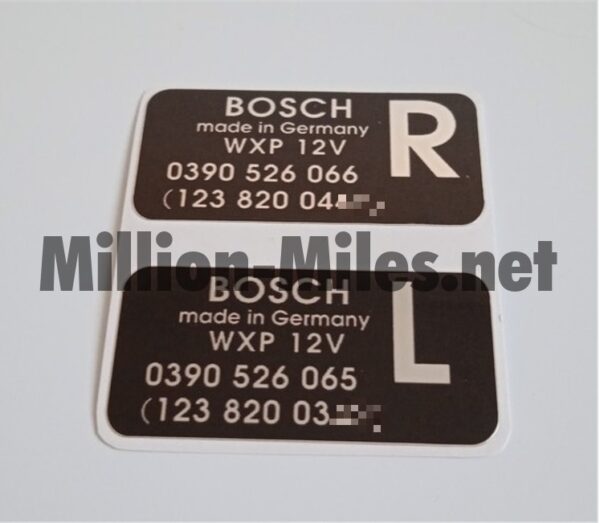 BOSCH
made in Germany
WXP 12V
0390 526 066
(123 820 04
R
Million-Miles.net
BOSCH
made in Germany
WXP 12V
0390 526 065
(123 820 03
L